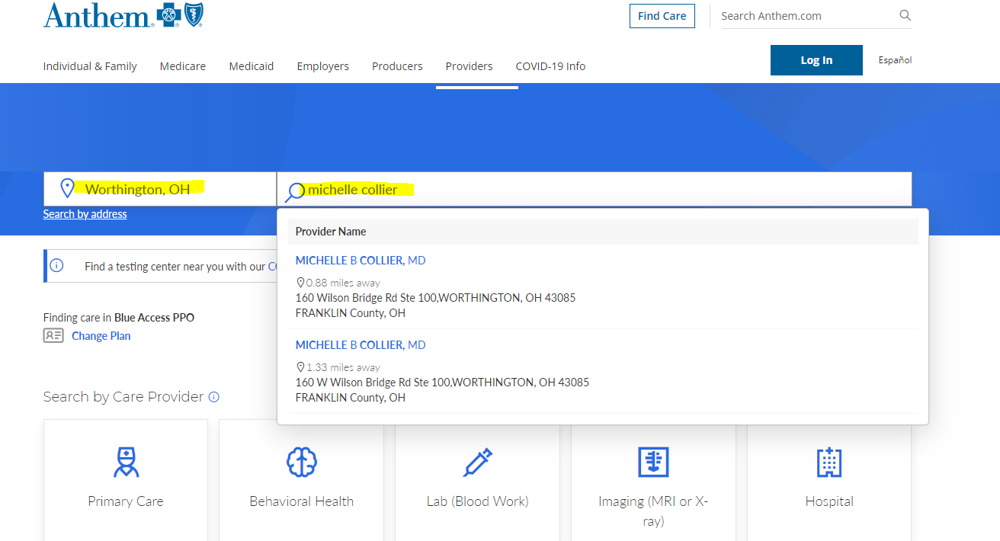 Anthem
Find Care
Search Anthem.com
Individual & Family Medicare Medicaid Employers Producers Providers COVID-19 Info
Log In
Español
Worthington, OH
michelle collier
Search by address
Provider Name
MICHELLE B COLLIER, MD
0.88 miles away
160 Wilson Bridge Rd Ste 100,WORTHINGTON, OH 43085
FRANKLIN County, OH
MICHELLE B COLLIER, MD
1.33 miles away
160 W Wilson Bridge Rd Ste 100,WORTHINGTON, OH 43085
FRANKLIN County, OH
Find a testing center near you with our
Finding care in Blue Access PPO
Change Plan
Search by Care Provider
Primary Care
Behavioral Health
Lab (Blood Work)
Imaging (MRI or X-
ray)
Hospital